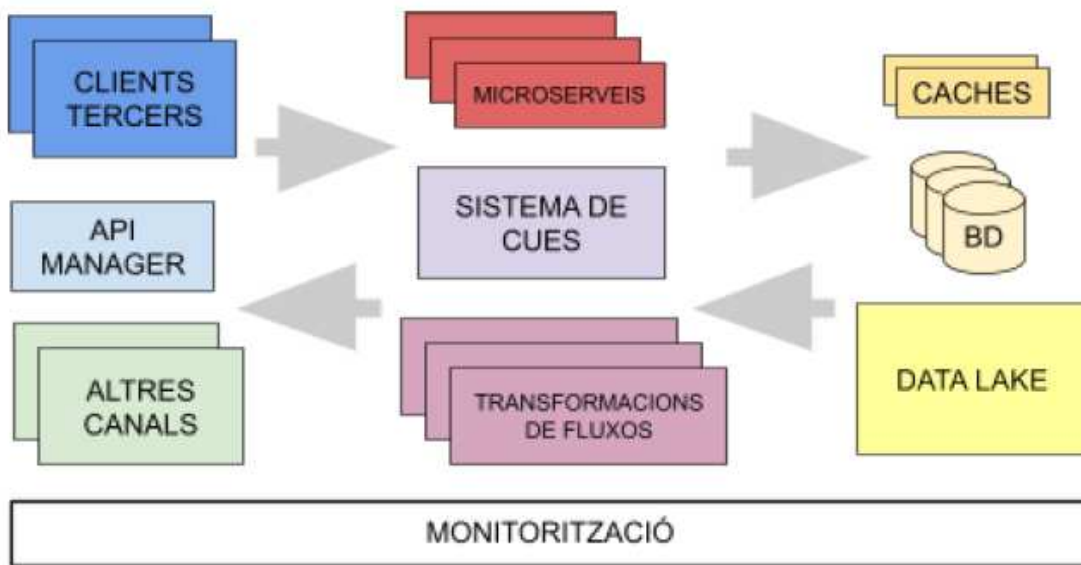 CLIENTS
TERCERS
API
MANAGER
ALTRES
CANALS
MICROSERVEIS
SISTEMA DE
CUES
TRANSFORMACIONS
DE FLUXOS
CACHES
BD
DATA LAKE
MONITORITZACIÓ